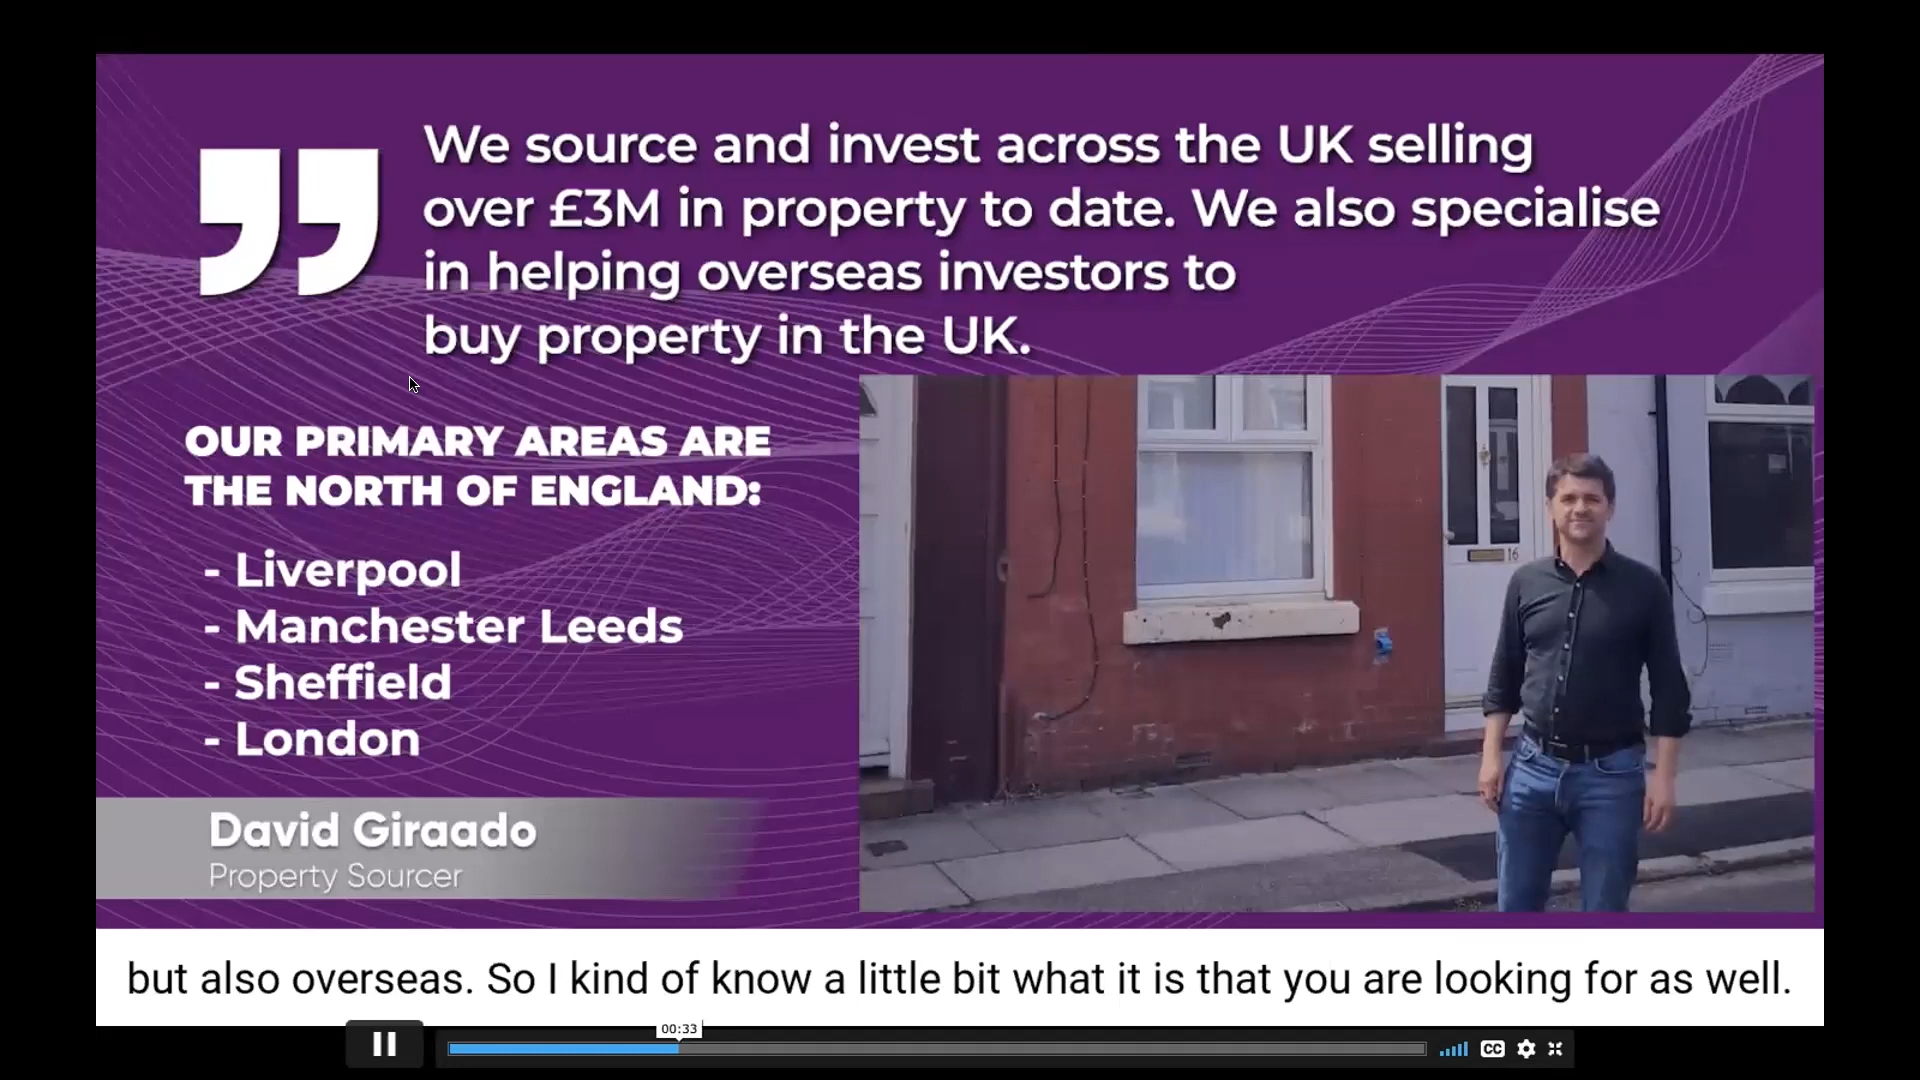 ”
We source and invest across the UK selling
over £3M in property to date. We also specialise
in helping overseas investors to
buy property in the UK.
OUR PRIMARY AREAS ARE
THE NORTH OF ENGLAND:
- Liverpool
- Manchester Leeds
- Sheffield
- London
16
David Giraado
Property Sourcer
but also overseas. So I kind of know a little bit what it is that you are looking for as well.
00:33
CC